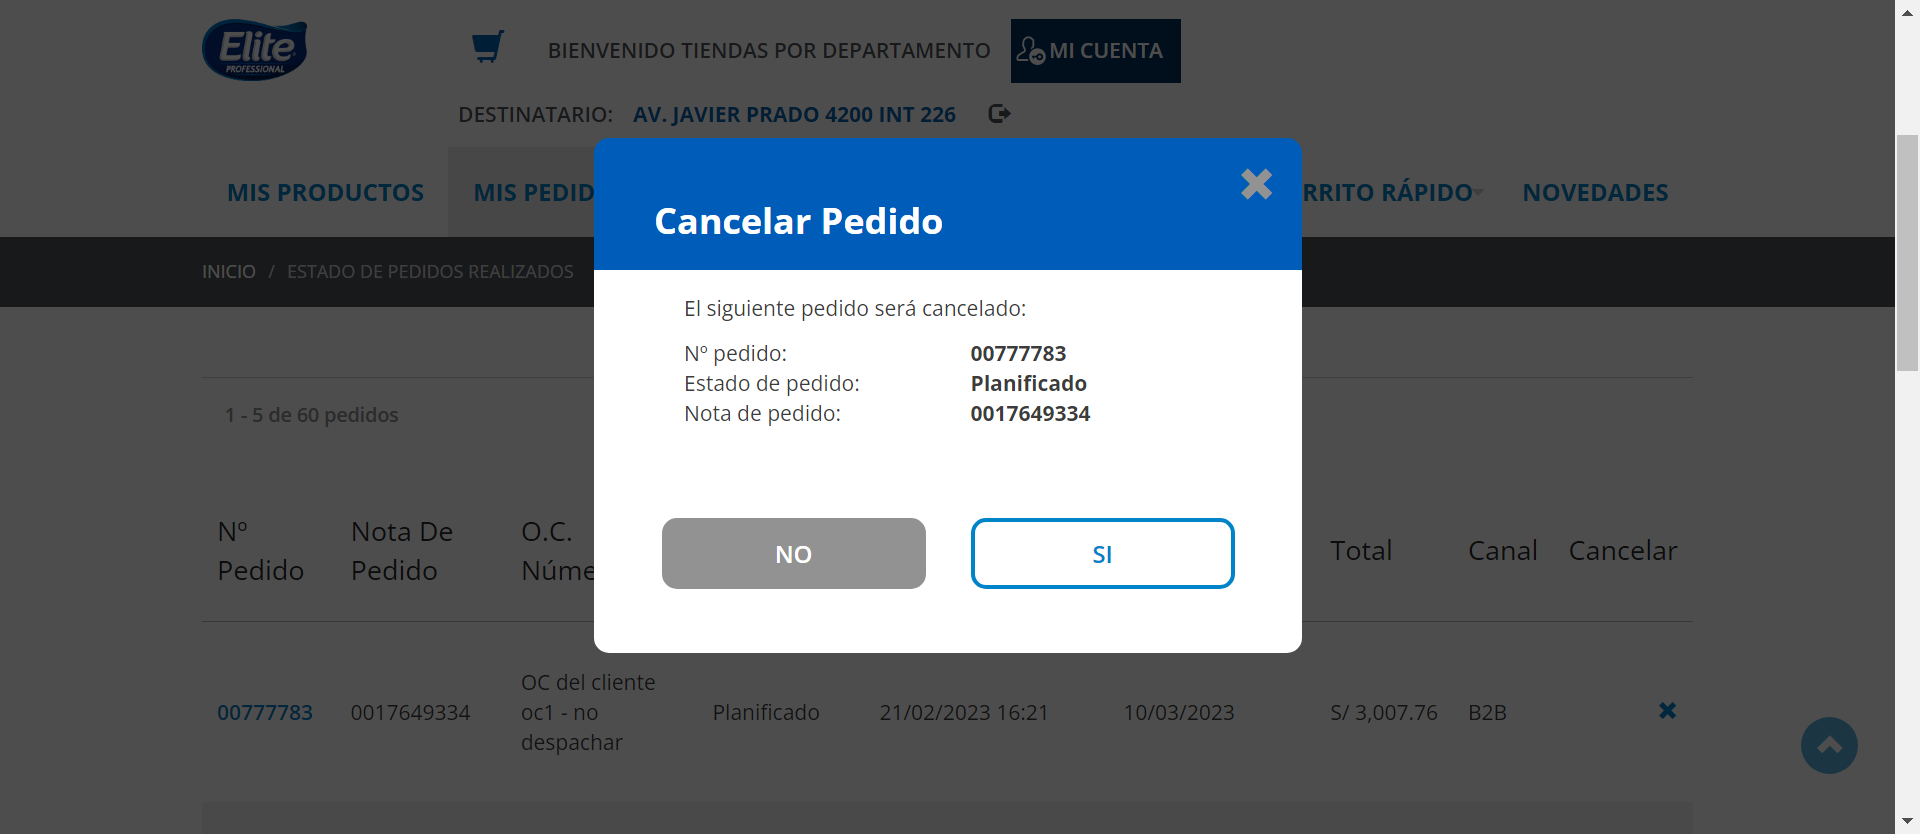 Elite
PROFESSIONAL
BIENVENIDO TIENDAS POR DEPARTAMENTO
MI CUENTA
DESTINATARIO: AV. JAVIER PRADO 4200 INT 226
MIS PRODUCTOS MIS PEDID RRITO RÁPIDO NOVEDADES
Cancelar Pedido
INICIO / ESTADO DE PEDIDOS REALIZADOS
El siguiente pedido será cancelado:
Nº pedido: 00777783
Estado de pedido: Planificado
Nota de pedido: 0017649334
1 - 5 de 60 pedidos
NO SI
Nº Pedido
Nota De Pedido
O.C. Núme
Total
Canal
Cancelar
00777783
0017649334
OC del cliente
oc1 - no
despachar
Planificado
21/02/2023 16:21
10/03/2023
S/ 3,007.76
B2B